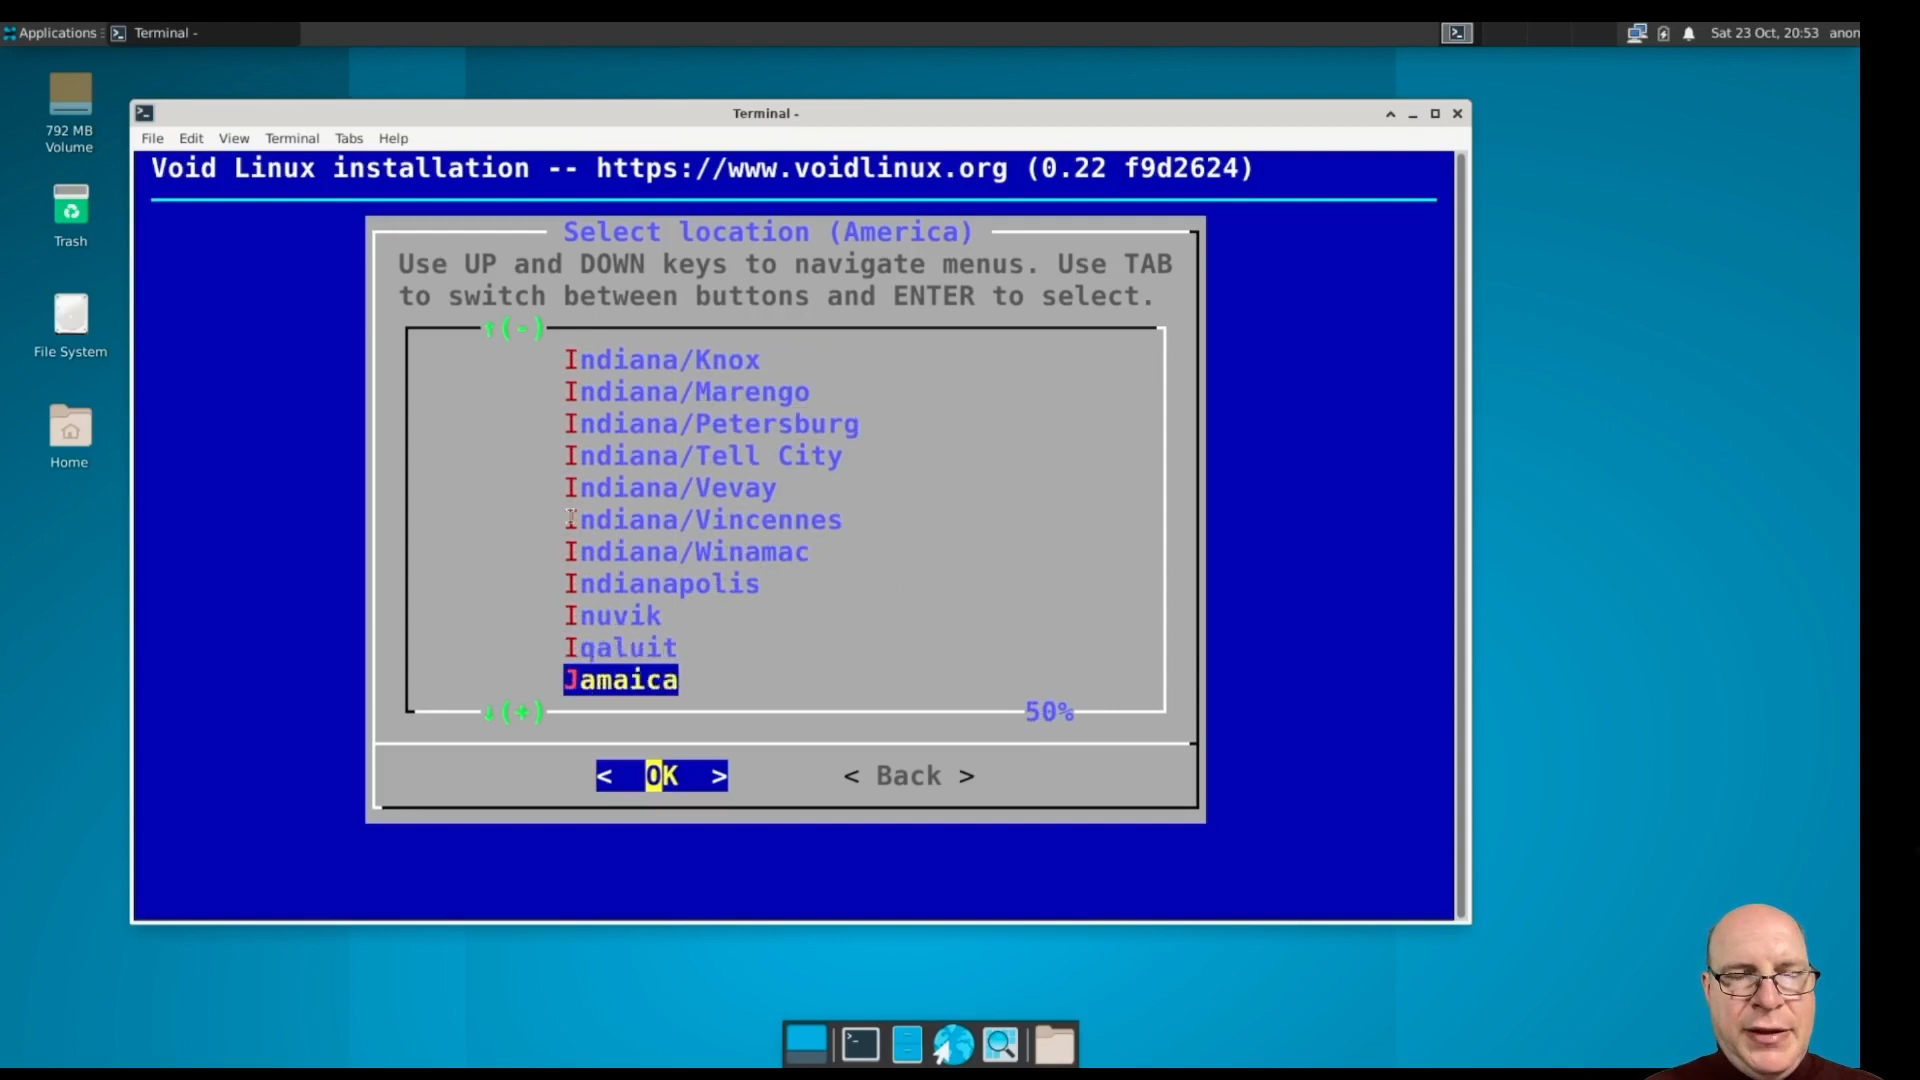 Applications
Terminal -
Sat 23 Oct, 20:53
anon
792 MB
Volume
Trash
File System
Home
Terminal -
File Edit View Terminal Tabs Help
Void Linux installation -- https://www.voidlinux.org (0.22 f9d2624)
Select location (America)
Use UP and DOWN keys to navigate menus. Use TAB
to switch between buttons and ENTER to select.
↑(-)
Indiana/Knox
Indiana/Marengo
Indiana/Petersburg
Indiana/Tell City
Indiana/Vevay
Indiana/Vincennes
Indiana/Winamac
Indianapolis
Inuvik
Iqaluit
Jamaica
↓(*) 50%
< OK > < Back >